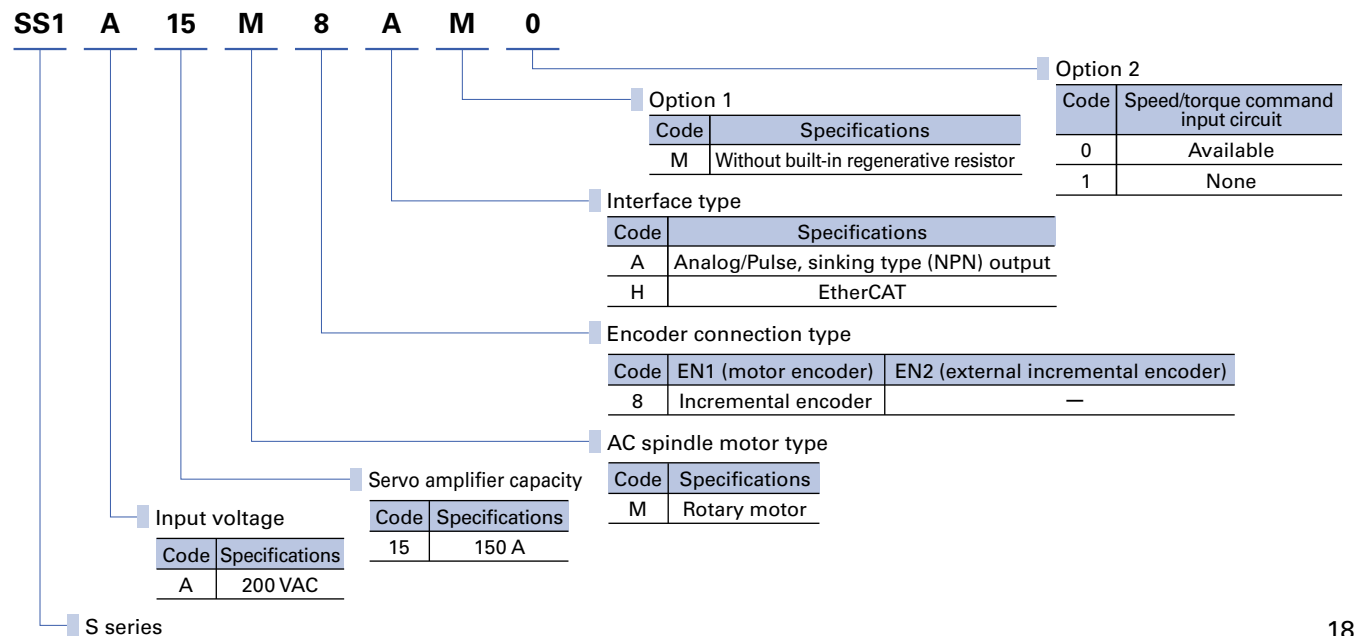 SS1 A 15 M 8 A M 0
Option 2
Code Speed/torque command input circuit
0 Available
1 None
Option 1
Code Specifications
M Without built-in regenerative resistor
Interface type
Code Specifications
A Analog/Pulse, sinking type (NPN) output
H EtherCAT
Encoder connection type
Code EN1 (motor encoder) EN2 (external incremental encoder)
8 Incremental encoder —
AC spindle motor type
Code Specifications
M Rotary motor
Servo amplifier capacity
Code Specifications
15 150 A
Input voltage
Code Specifications
A 200 VAC
S series
18